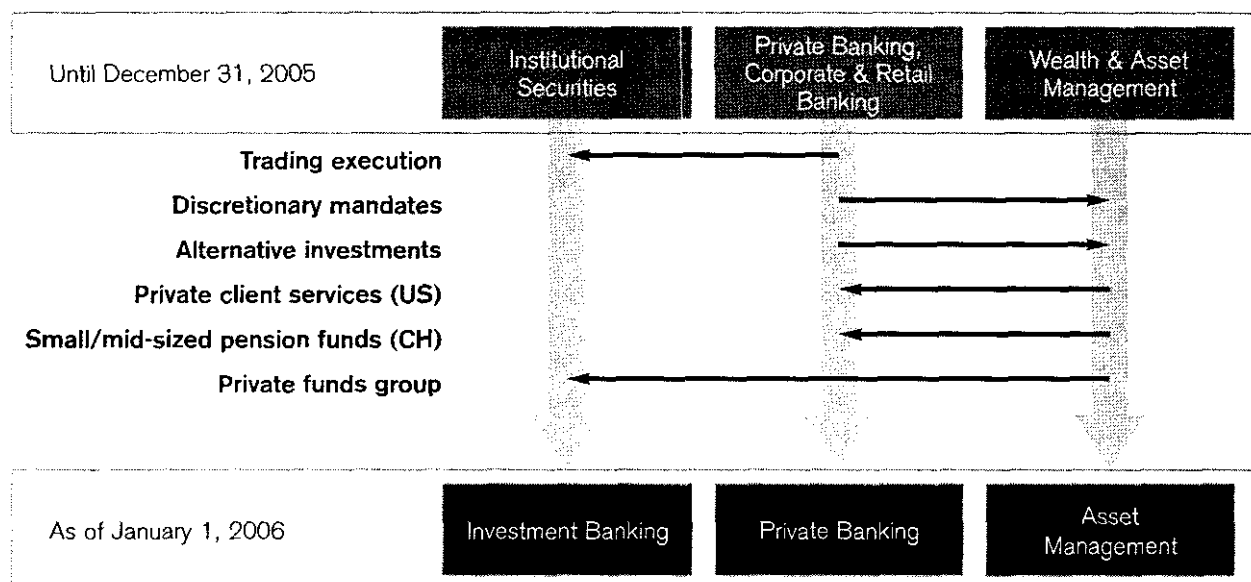 Until December 31, 2005
Institutional
Securities
Private Banking,
Corporate & Retail
Banking
Wealth & Asset
Management
Trading execution
Discretionary mandates
Alternative investments
Private client services (US)
Small/mid-sized pension funds (CH)
Private funds group
As of January 1, 2006
Investment Banking
Private Banking
Asset
Management